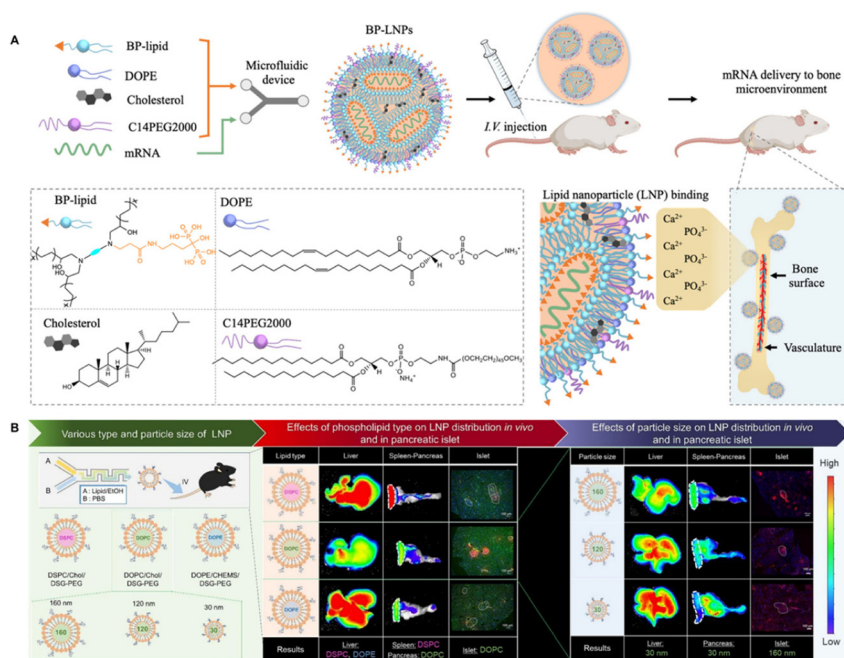 A
BP-lipid
DOPE
Cholesterol
C14PEG2000
mRNA
Microfluidic
device
BP-LNPs
I.V. injection
mRNA delivery to bone
microenvironment
BP-lipid
DOPE
Cholesterol
C14PEG2000
Lipid nanoparticle (LNP) binding
Ca²⁺
PO₄³⁻
Ca²⁺
PO₄³⁻
Ca²⁺
PO₄³⁻
Ca²⁺
Bone
surface
Vasculature
B
Various type and particle size of LNP
A
B
A : Lipid/EtOH
B : PBS
IV
DSPC
DOPC
DOPE
DSPC/Chol/
DSG-PEG
DOPC/Chol/
DSG-PEG
DOPE/CHEMS/
DSG-PEG
160 nm
120 nm
30 nm
160
120
30
Effects of phospholipid type on LNP distribution in vivo
and in pancreatic islet
Lipid type
Liver
Spleen-Pancreas
Islet
DSPC
DOPC
DOPE
Results
Liver:
DSPC, DOPE
Spleen: DSPC
Pancreas: DOPC
Islet: DOPC
Effects of particle size on LNP distribution in vivo
and in pancreatic islet
Particle size
Liver
Spleen-Pancreas
Islet
160
120
30
Results
Liver:
30 nm
Pancreas:
30 nm
Islet:
160 nm
High
Low